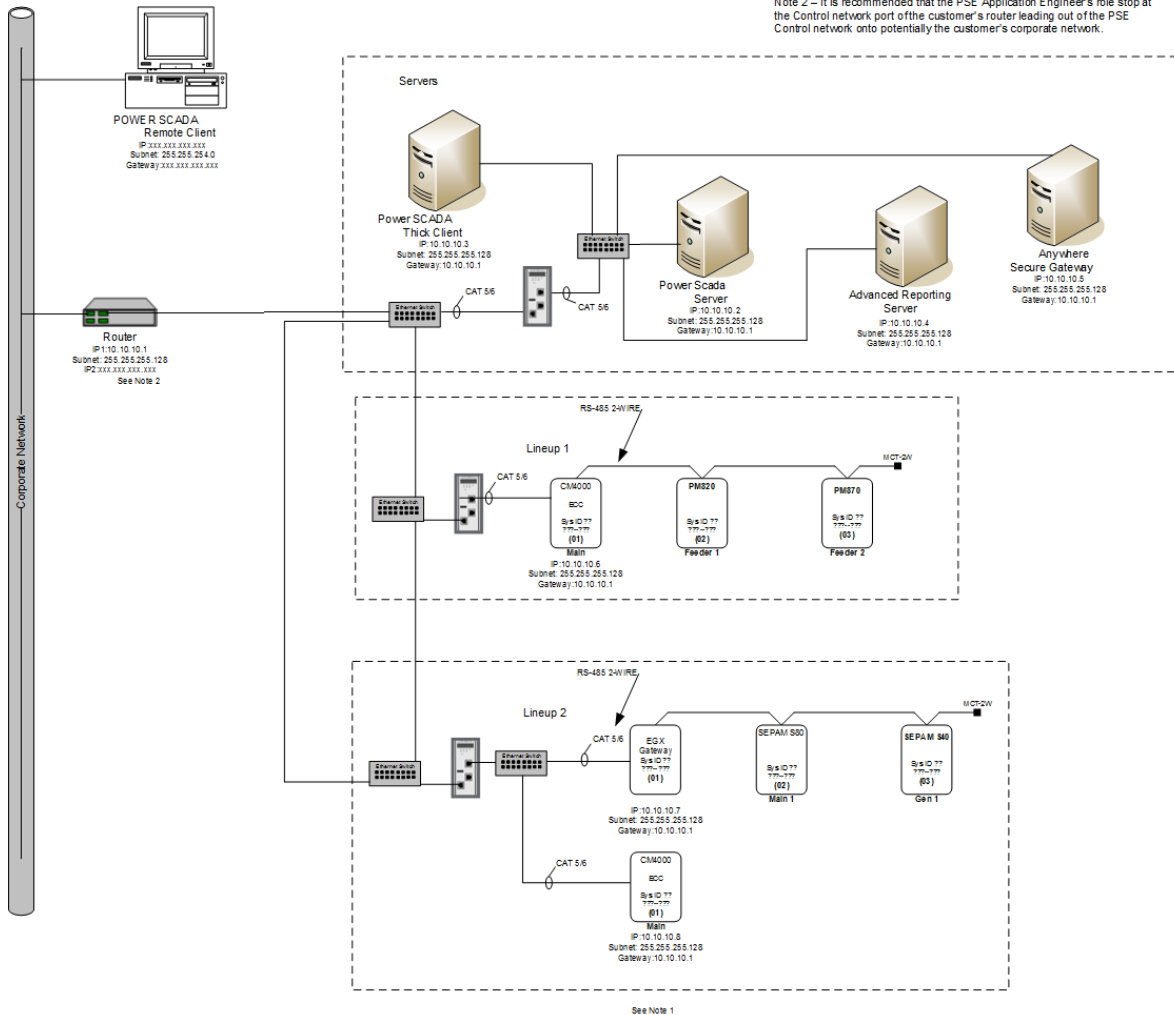 Note 2 – It is recommended that the PSE Application Engineer's role stop at
the Control network port of the customer's router leading out of the PSE
Control network onto potentially the customer's corporate network.
POWER SCADA
Remote Client
IP:xxx.xxx.xxx.xxx
Subnet: 255.255.254.0
Gateway:xxx.xxx.xxx.xxx
Corporate Network
Router
IP1:10.10.10.1
Subnet: 255.255.255.128
IP2:xxx.xxx.xxx.xxx
See Note 2
Servers
Power SCADA
Thick Client
IP:10.10.10.3
Subnet: 255.255.255.128
Gateway:10.10.10.1
Ethernet Switch
Power Scada
Server
IP:10.10.10.2
Subnet: 255.255.255.128
Gateway:10.10.10.1
Advanced Reporting
Server
IP:10.10.10.4
Subnet: 255.255.255.128
Gateway:10.10.10.1
Anywhere
Secure Gateway
IP:10.10.10.5
Subnet: 255.255.255.128
Gateway:10.10.10.1
CAT 5/6
CAT 5/6
Ethernet Switch
RS-485 2-WIRE
Lineup 1
MCT-2W
CAT 5/6
Ethernet Switch
CM4000
ECC
Sys ID ??
???--???
(01)
Main
IP:10.10.10.6
Subnet: 255.255.255.128
Gateway:10.10.10.1
PM820
Sys ID ??
???--???
(02)
Feeder 1
PM870
Sys ID ??
???--???
(03)
Feeder 2
RS-485 2-WIRE
Lineup 2
MCT-2W
CAT 5/6
Ethernet Switch
Ethernet Switch
EGX
Gateway
Sys ID ??
???--???
(01)
IP:10.10.10.7
Subnet: 255.255.255.128
Gateway:10.10.10.1
SEPAM S80
Sys ID ??
???--???
(02)
Main 1
SEPAM S40
Sys ID ??
???--???
(03)
Gen 1
CAT 5/6
CM4000
ECC
Sys ID ??
???--???
(01)
Main
IP:10.10.10.8
Subnet: 255.255.255.128
Gateway:10.10.10.1
See Note 1